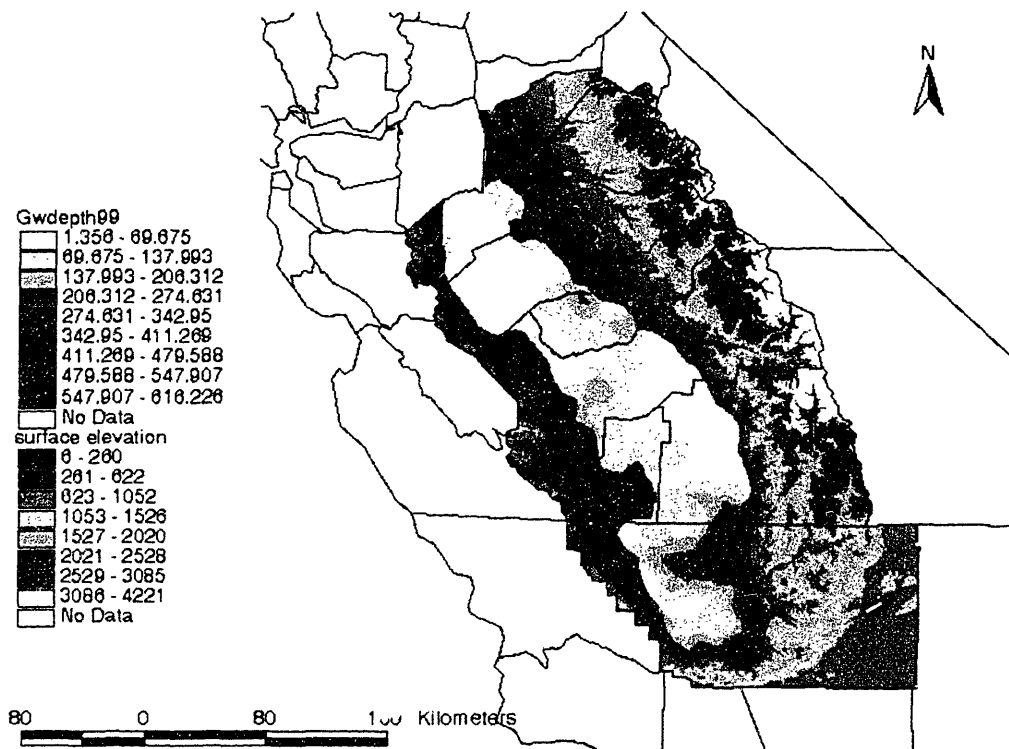 N
Gwdepth99
1.356 - 69.675
69.675 - 137.993
137.993 - 206.312
206.312 - 274.631
274.631 - 342.95
342.95 - 411.269
411.269 - 479.588
479.588 - 547.907
547.907 - 616.226
No Data
surface elevation
6 - 260
261 - 622
623 - 1052
1053 - 1526
1527 - 2020
2021 - 2528
2529 - 3085
3086 - 4221
No Data
80 0 80 Kilometers